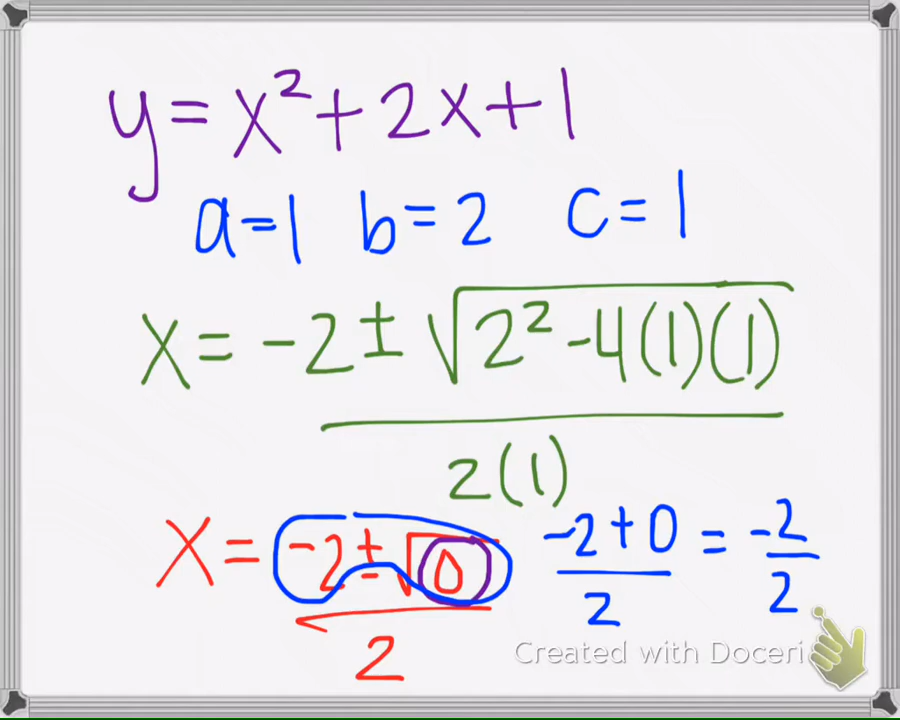 y = x² + 2x + 1
a=1 b=2 c=1
x = -2 ± √2² -4(1)(1)
2(1)
x = -2 ± √0 -2+0 = -2
2 2 2
Created with Doceri